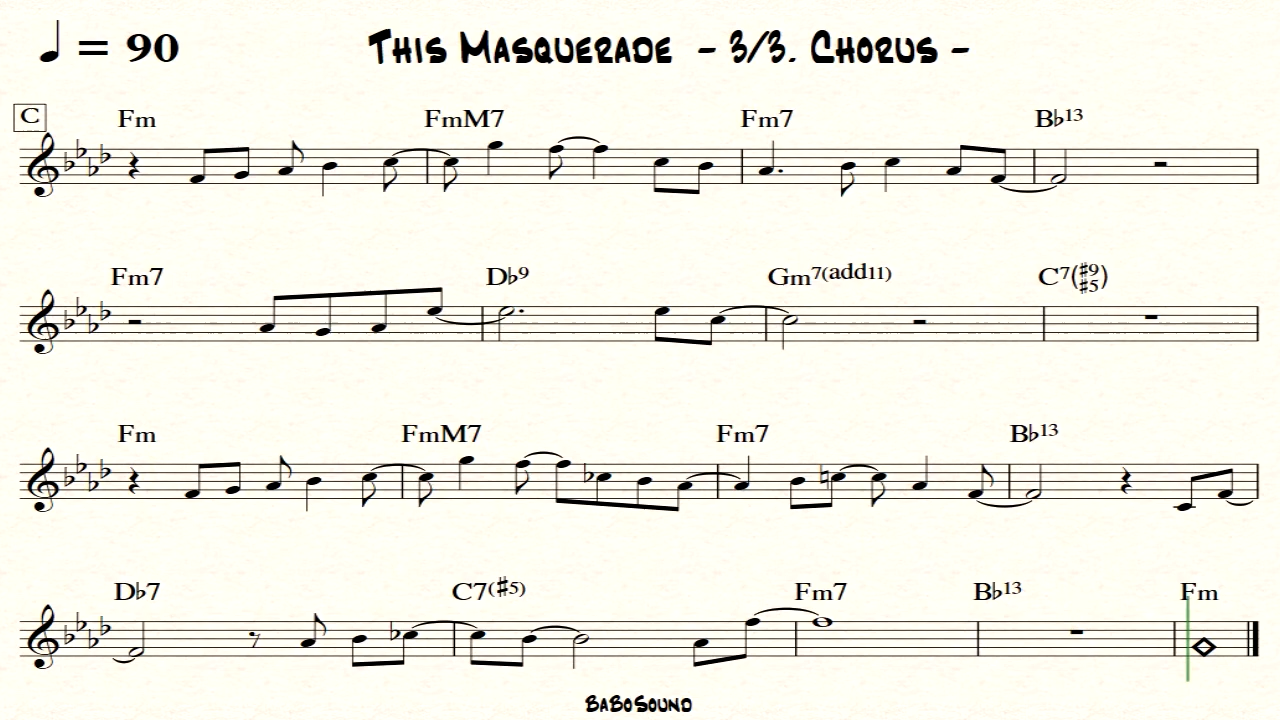 ♩ = 90 This Masquerade - 3/3. Chorus -
C Fm FmM7 Fm7 B♭13
Fm7 D♭9 Gm7(add11) C7(♯9 ♯5)
Fm FmM7 Fm7 B♭13
D♭7 C7(♯5) Fm7 B♭13 Fm
BaBoSound